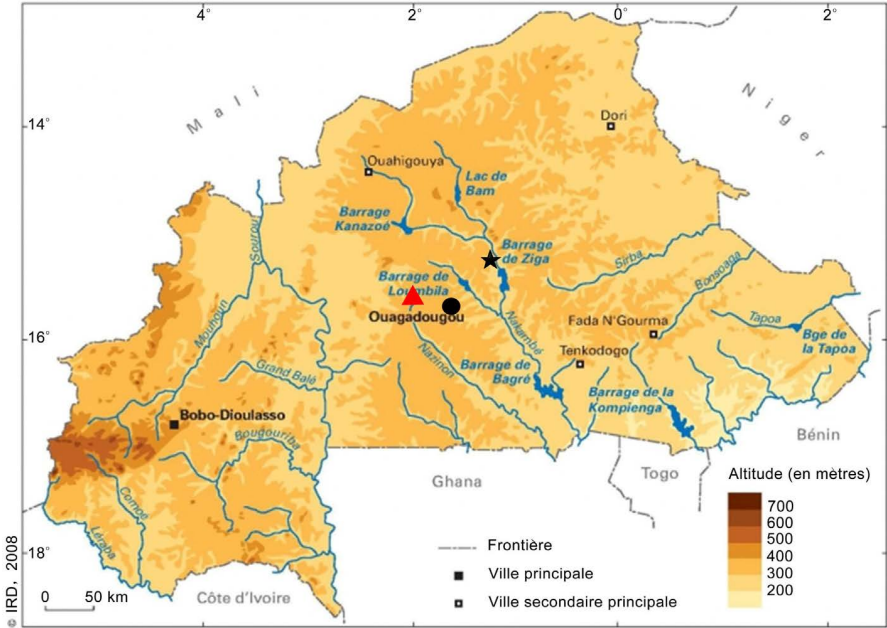 4°
2°
0°
2°
Mali
Niger
14°
16°
18°
Dori
Ouahigouya
Lac de
Bam
Barrage
Kanazoé
Barrage
de Ziga
Sourou
Sirba
Bonsoaga
Barrage de
Loumbila
Ouagadougou
Mouhoun
Nakambé
Fada N'Gourma
Tapoa
Bge de
la Tapoa
Tenkodogo
Nazinon
Grand Balé
Barrage de
Bagré
Barrage de la
Kompienga
Bobo-Dioulasso
Bougouriba
Bénin
Ghana
Togo
Comoé
Léraba
Côte d'Ivoire
Altitude (en mètres)
700
600
500
400
300
200
Frontière
Ville principale
Ville secondaire principale
0 50 km
© IRD, 2008